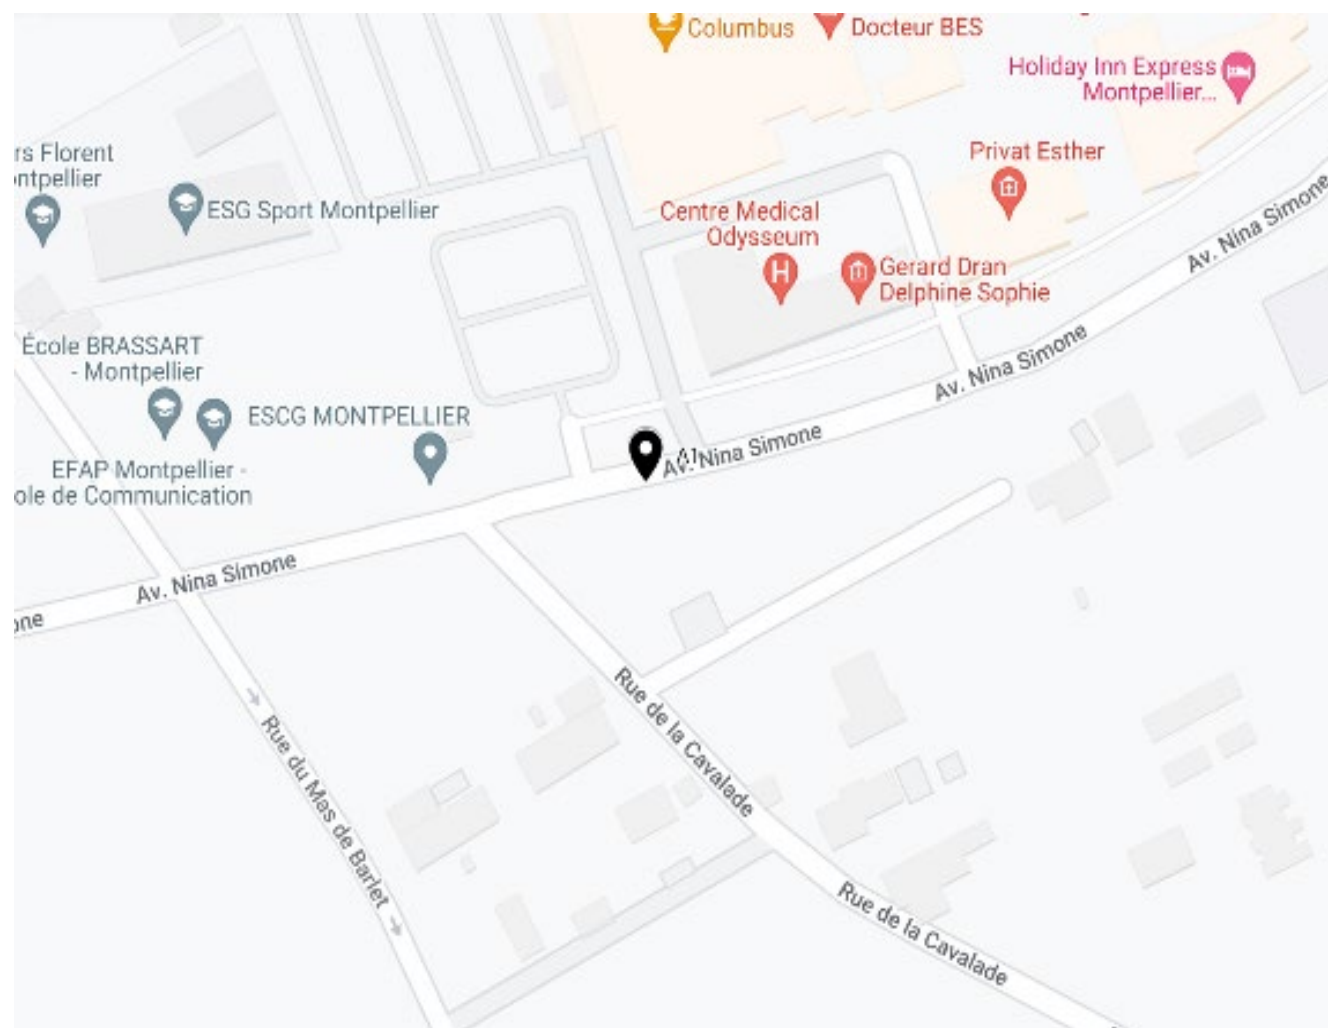 Columbus
Docteur BES
Holiday Inn Express
Montpellier...
rs Florent
ntpellier
Privat Esther
ESG Sport Montpellier
Centre Medical
Odysseum
Av. Nina Simone
Gerard Dran
Delphine Sophie
École BRASSART
- Montpellier
Av. Nina Simone
ESCG MONTPELLIER
Av. Nina Simone
EFAP Montpellier -
ole de Communication
Av. Nina Simone
one
Rue de la Cavalade
Rue du Mas de Barlet
Rue de la Cavalade